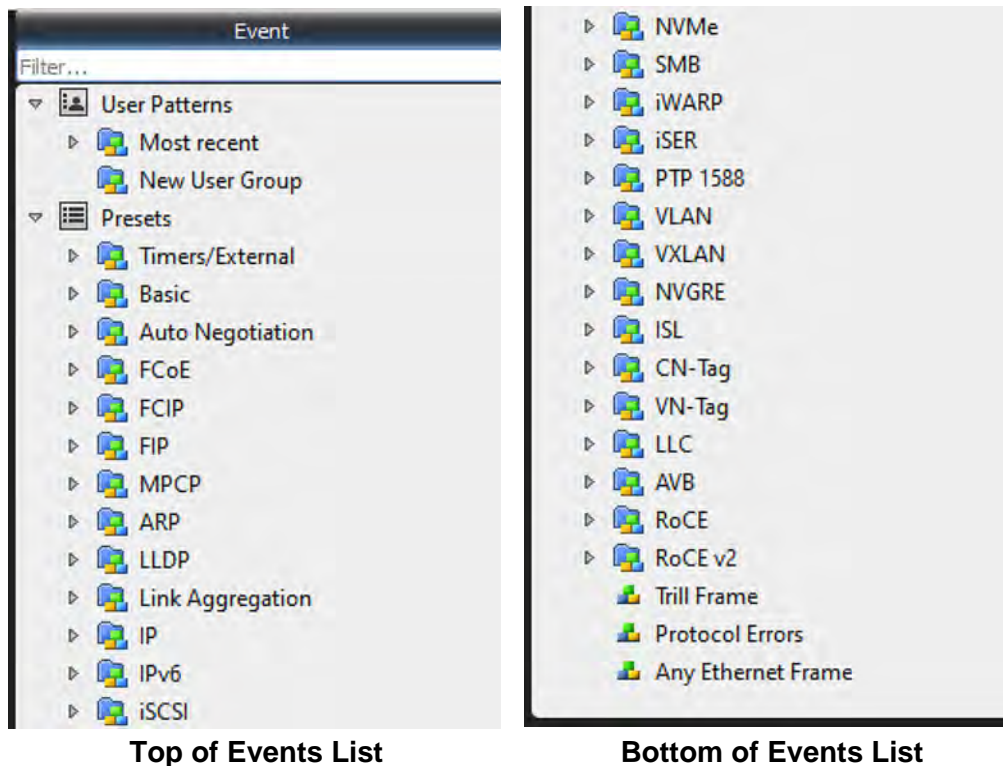 Event
Filter...
User Patterns
Most recent
New User Group
Presets
Timers/External
Basic
Auto Negotiation
FCoE
FCIP
FIP
MPCP
ARP
LLDP
Link Aggregation
IP
IPv6
iSCSI
Top of Events List
NVMe
SMB
iWARP
iSER
PTP 1588
VLAN
VXLAN
NVGRE
ISL
CN-Tag
VN-Tag
LLC
AVB
RoCE
RoCE v2
Trill Frame
Protocol Errors
Any Ethernet Frame
Bottom of Events List